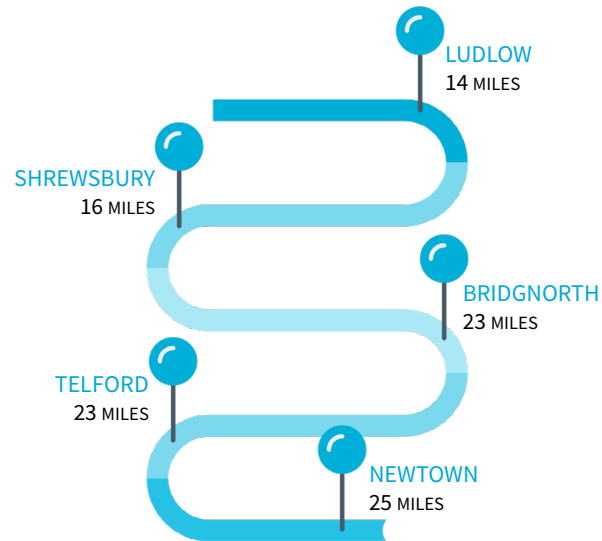 LUDLOW
14 MILES
SHREWSBURY
16 MILES
BRIDGNORTH
23 MILES
TELFORD
23 MILES
NEWTOWN
25 MILES